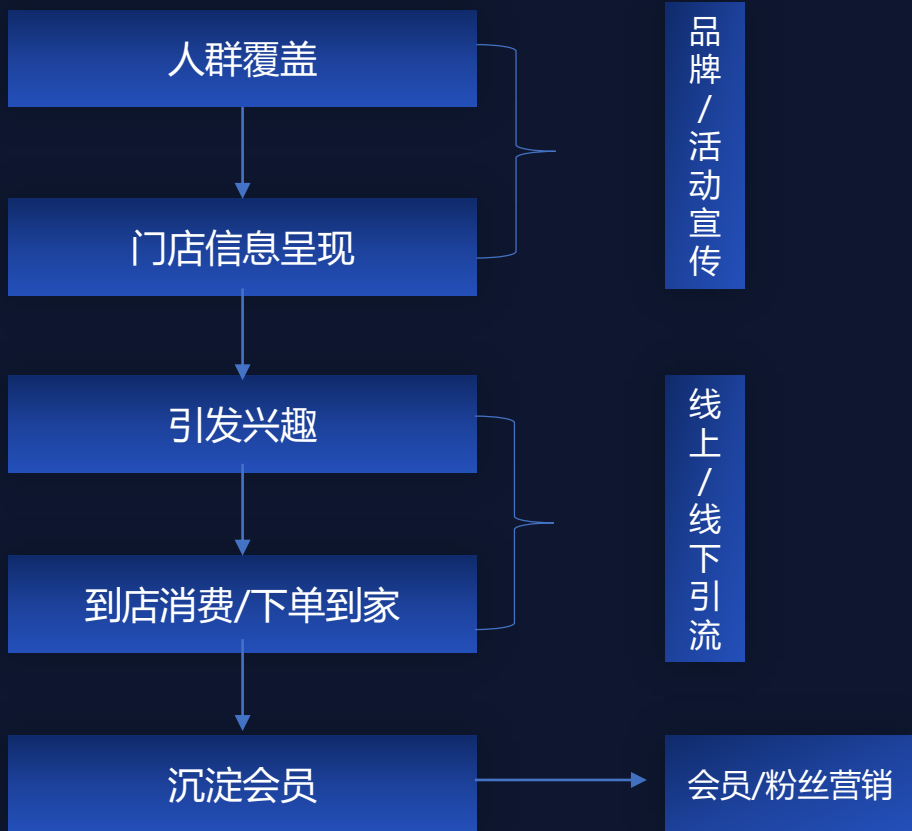 人群覆盖
门店信息呈现
品牌/活动宣传
引发兴趣
到店消费/下单到家
线上/线下引流
沉淀会员
会员/粉丝营销